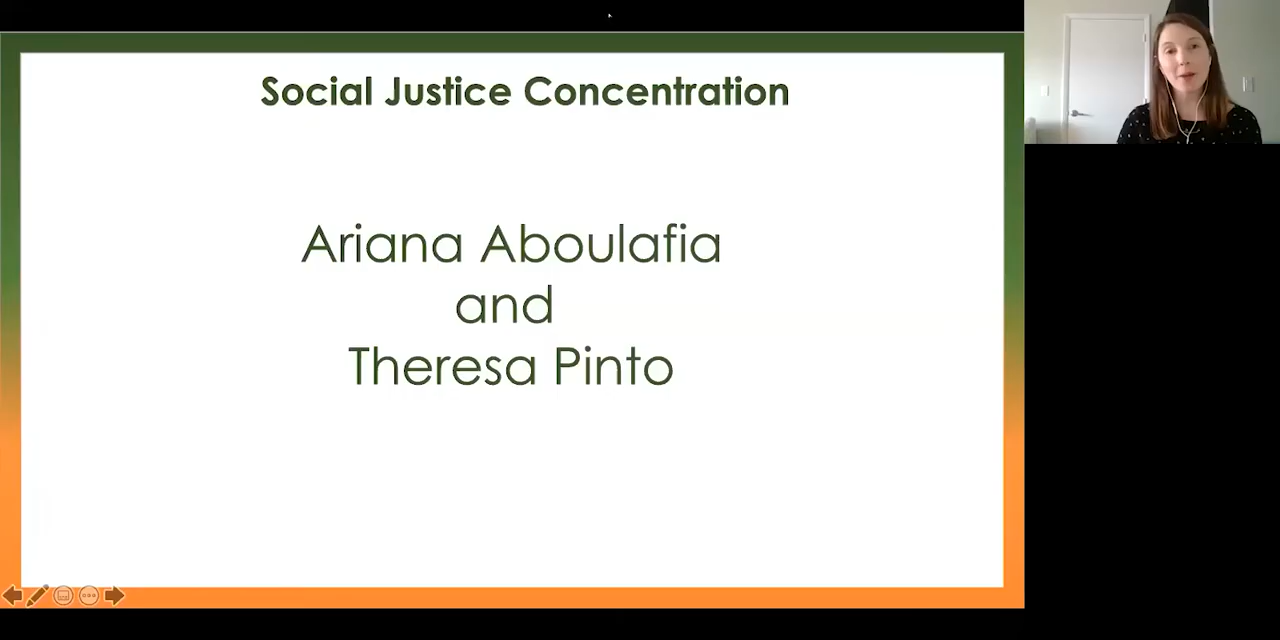 Social Justice Concentration
Ariana Aboulafia
and
Theresa Pinto